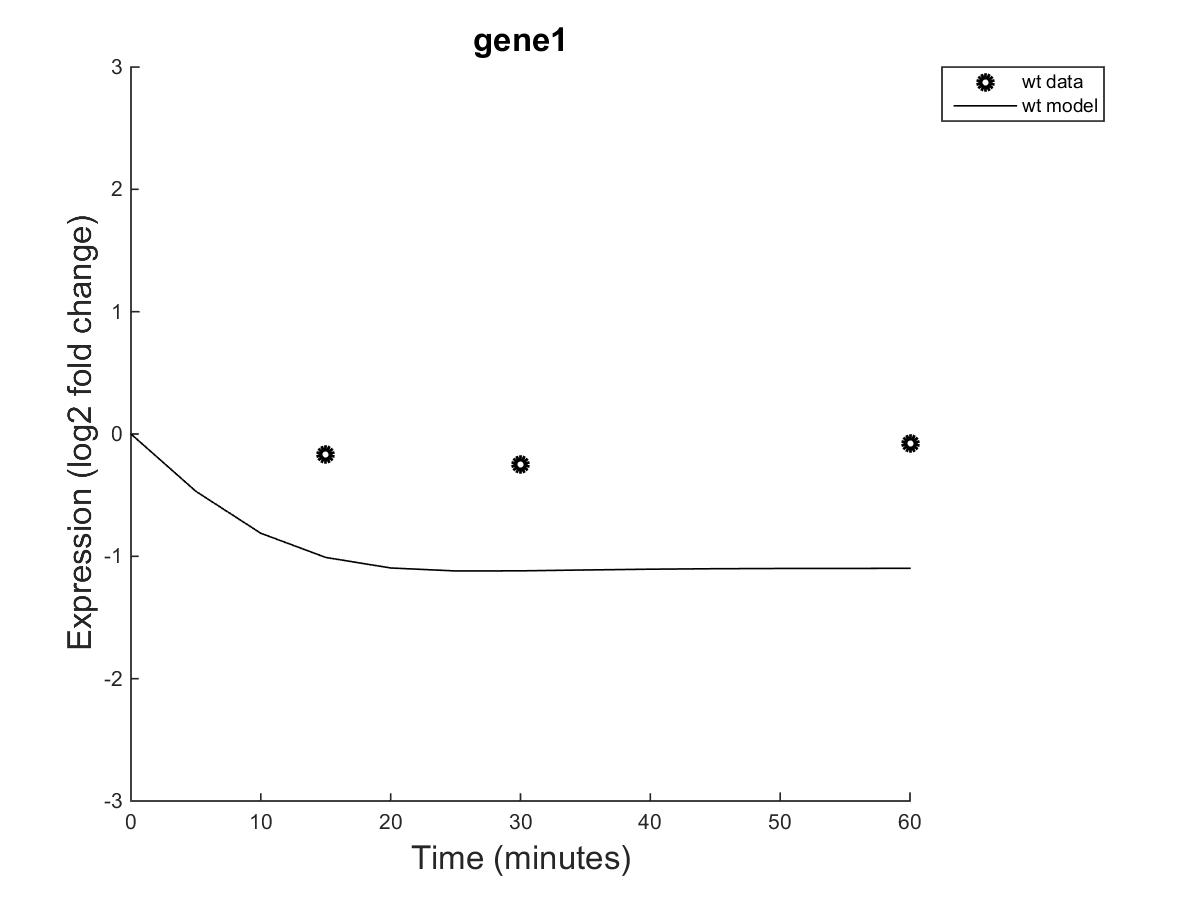 gene1
wt data
wt model
Expression (log2 fold change)
3
2
1
0
-1
-2
-3
0 10 20 30 40 50 60
Time (minutes)